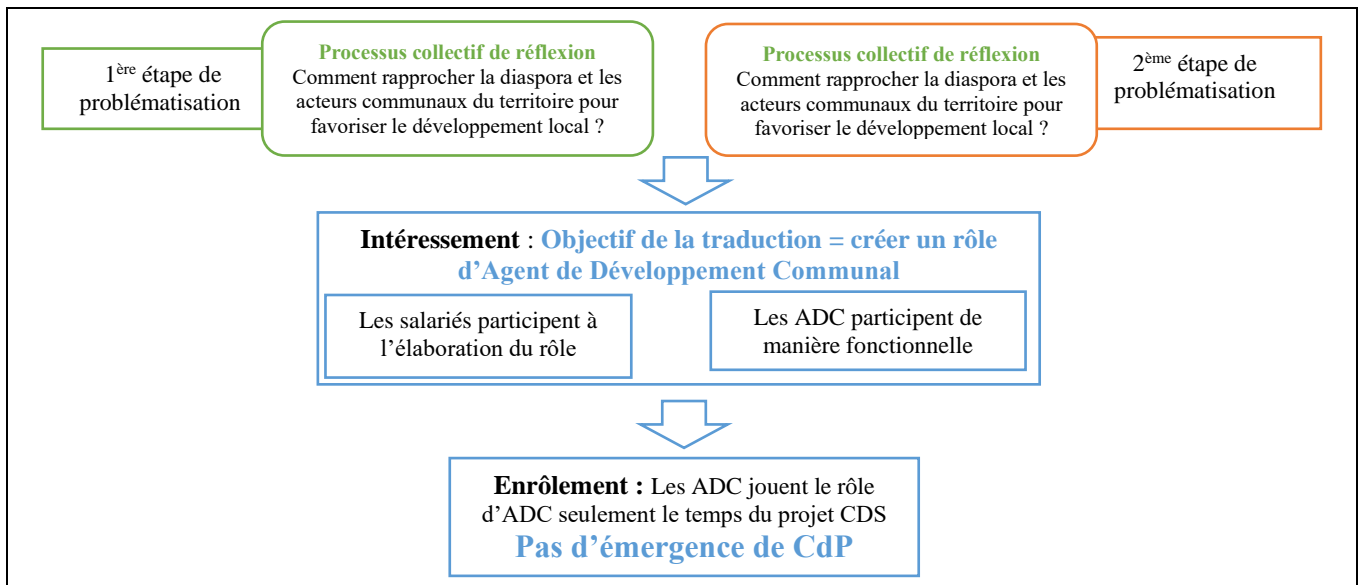 1ère étape de
problématisation
Processus collectif de réflexion
Comment rapprocher la diaspora et les
acteurs communaux du territoire pour
favoriser le développement local ?
Processus collectif de réflexion
Comment rapprocher la diaspora et les
acteurs communaux du territoire pour
favoriser le développement local ?
2ème étape de
problématisation
Intéressement : Objectif de la traduction = créer un rôle
d’Agent de Développement Communal
Les salariés participent à
l’élaboration du rôle
Les ADC participent de
manière fonctionnelle
Enrôlement : Les ADC jouent le rôle
d’ADC seulement le temps du projet CDS
Pas d’émergence de CdP